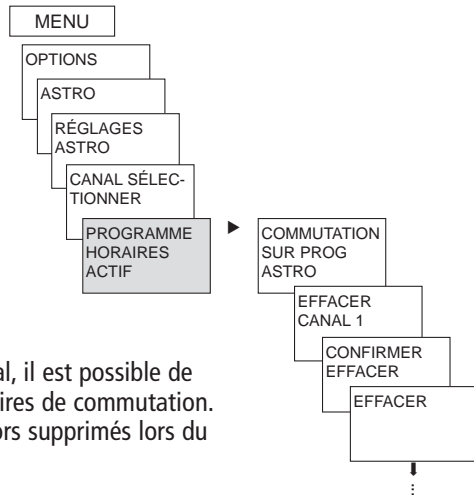 MENU
OPTIONS
ASTRO
RÉGLAGES
ASTRO
CANAL SÉLEC-
TIONNER
PROGRAMME
HORAIRES
ACTIF
COMMUTATION
SUR PROG
ASTRO
EFFACER
CANAL 1
CONFIRMER
EFFACER
EFFACER
al, il est possible de
ires de commutation.
ors supprimés lors du